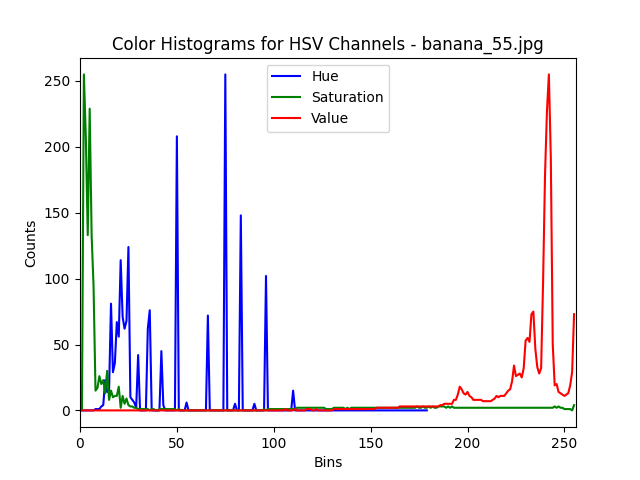 Color Histograms for HSV Channels - banana_55.jpg
Hue
Saturation
Value
Counts
250
200
150
100
50
0
0 50 100 150 200 250
Bins